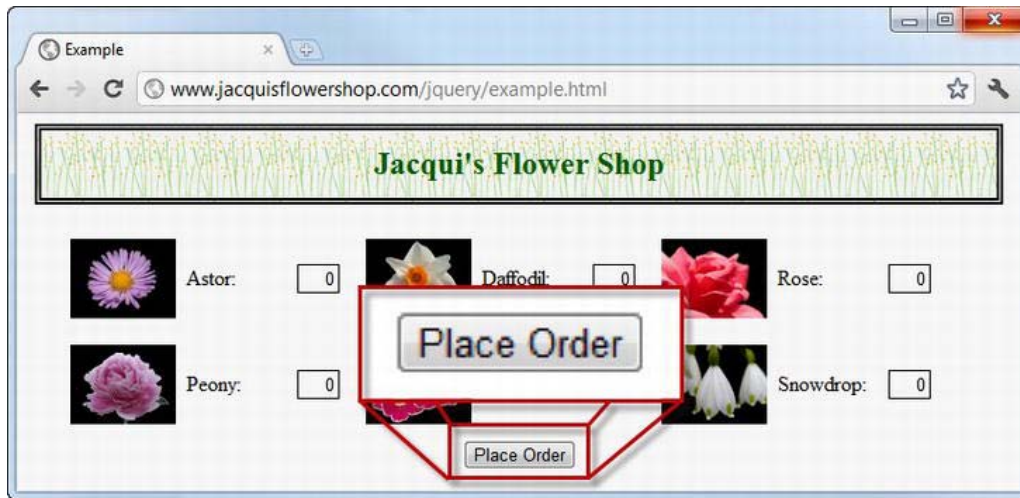 Example
www.jacquisflowershop.com/jquery/example.html
Jacqui's Flower Shop
Astor: 0
Daffodil: 0
Rose: 0
Place Order
Peony: 0
Snowdrop: 0
Place Order